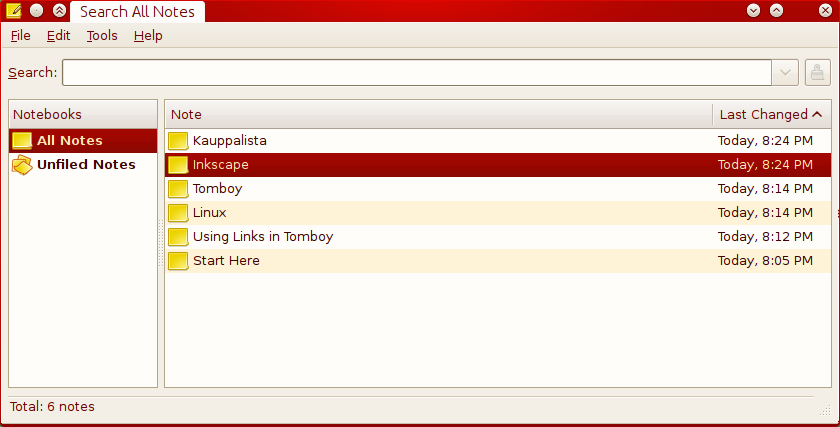 Search All Notes
File Edit Tools Help
Search:
Notebooks
All Notes
Unfiled Notes
Note Last Changed
Kauppalista Today, 8:24 PM
Inkscape Today, 8:24 PM
Tomboy Today, 8:14 PM
Linux Today, 8:14 PM
Using Links in Tomboy Today, 8:12 PM
Start Here Today, 8:05 PM
Total: 6 notes